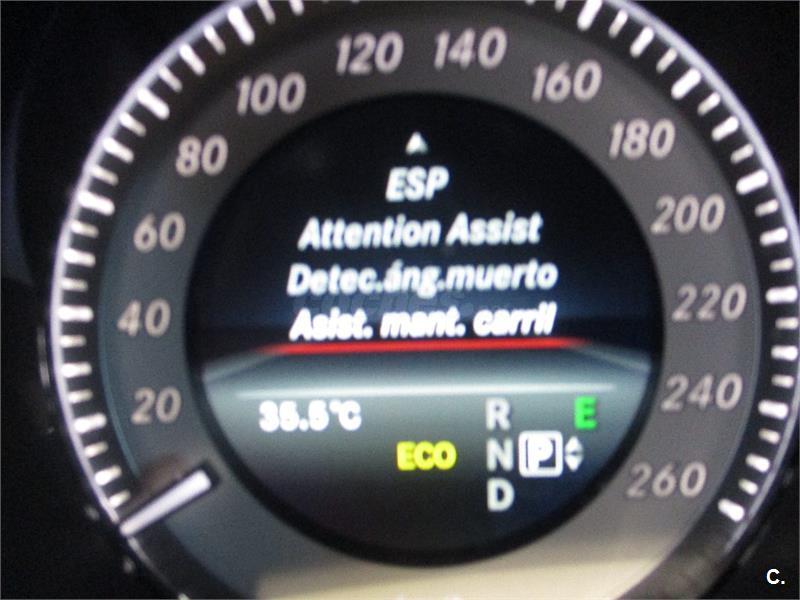 120 140
100 160
80 180
60 200
40 220
20 240
260
ESP
Attention Assist
Detec.áng.muerto
Asist. mant. carril
35.5°C R E
ECO N P
D
C.